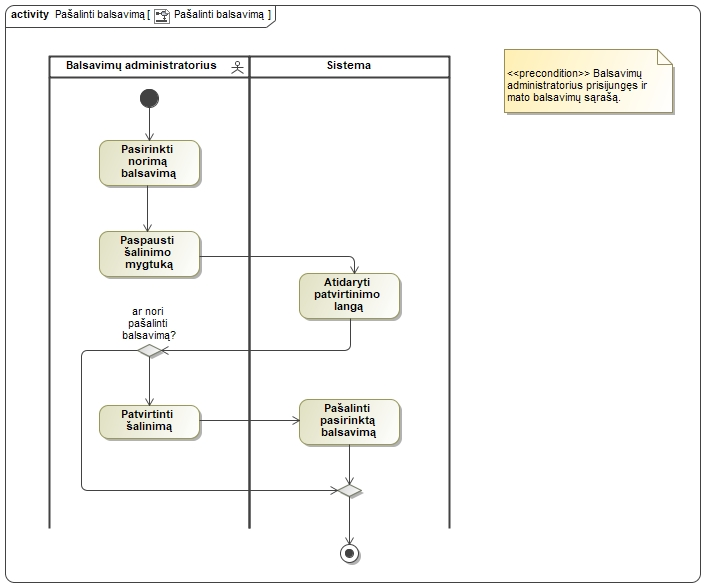 activity Pašalinti balsavimą [ Pašalinti balsavimą ]
Balsavimų administratorius
Sistema
<<precondition>> Balsavimų
administratorius prisijungęs ir
mato balsavimų sąrašą.
Pasirinkti
norimą
balsavimą
Paspausti
šalinimo
mygtuką
Atidaryti
patvirtinimo
langą
ar nori
pašalinti
balsavimą?
Patvirtinti
šalinimą
Pašalinti
pasirinktą
balsavimą